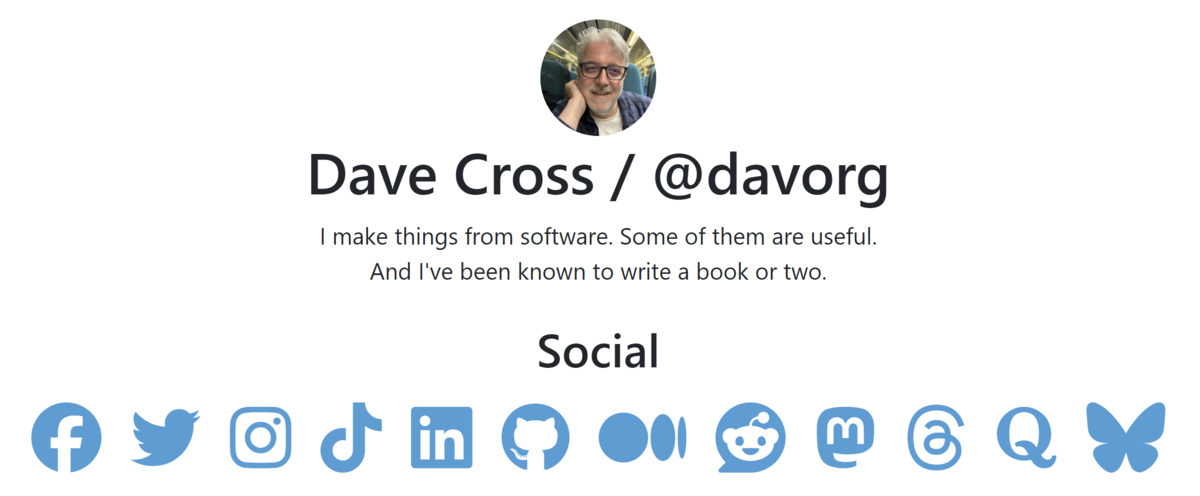 Dave Cross / @davorg
I make things from software. Some of them are useful.
And I've been known to write a book or two.
Social